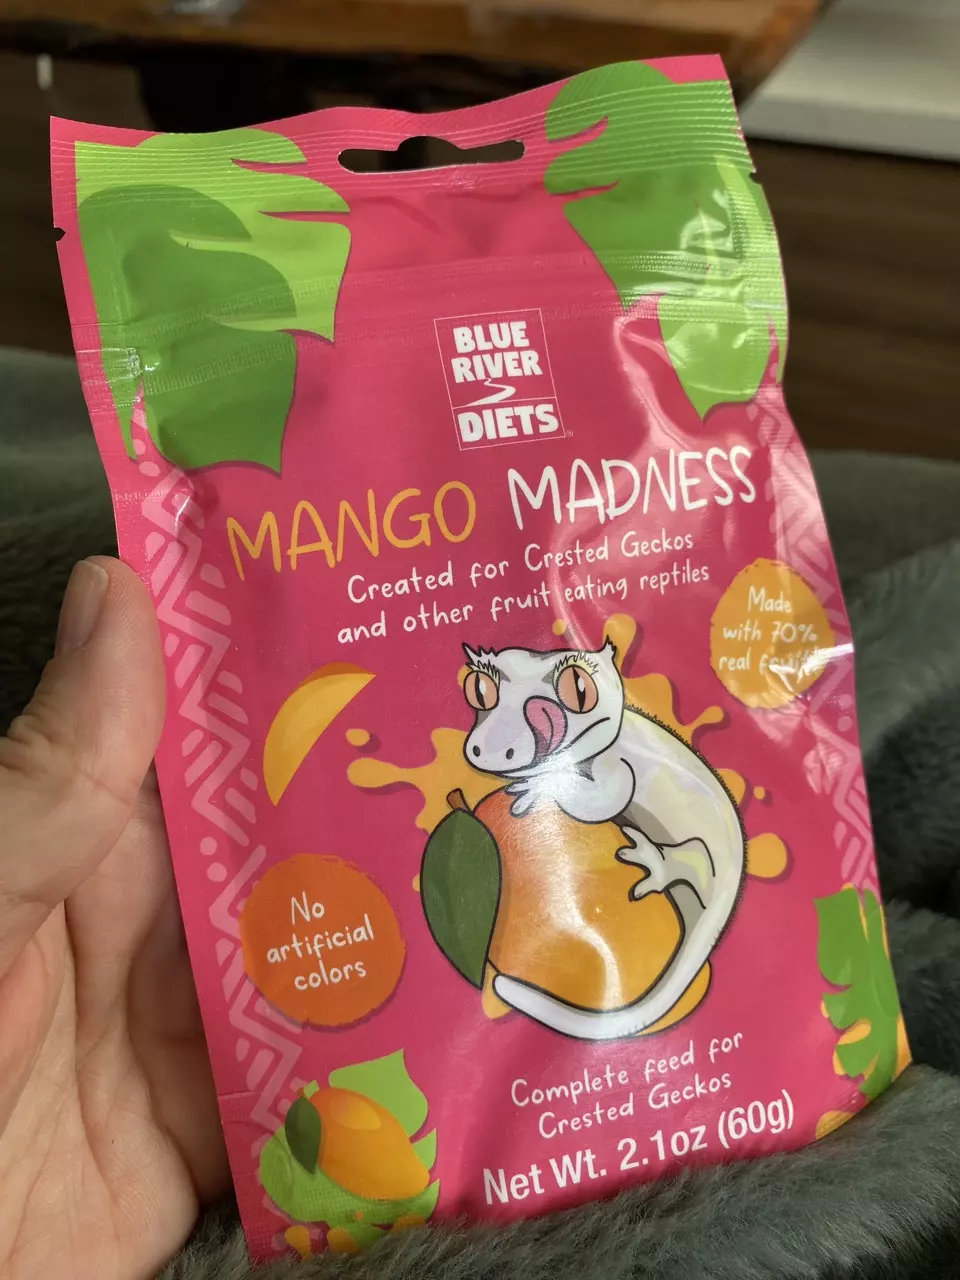 BLUE
RIVER
DIETS®
MANGO MADNESS
Created for Crested Geckos
and other fruit eating reptiles
Made
with 70%
real
No
artificial
colors
Complete feed for
Crested Geckos
Net Wt. 2.1oz (60g)